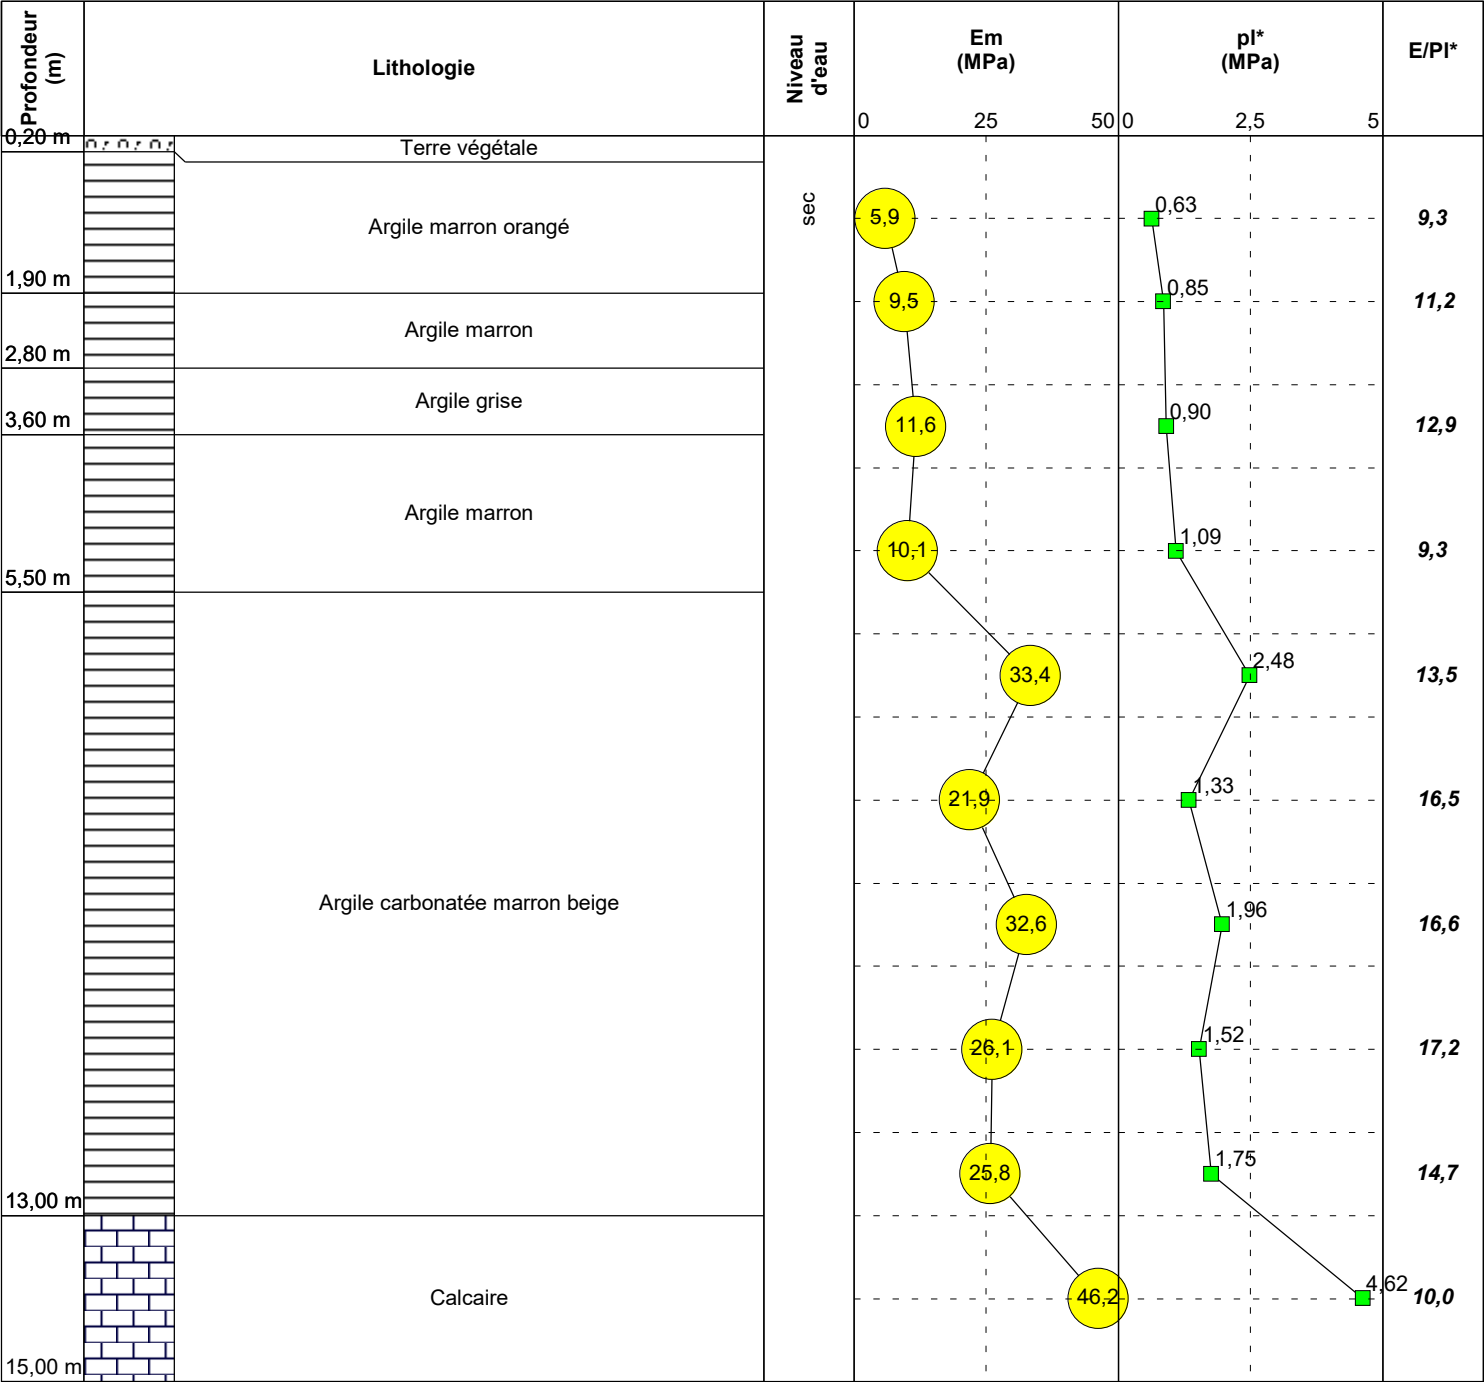 Profondeur
(m)
Lithologie
Niveau
d'eau
Em
(MPa)
pl*
(MPa)
E/Pl*
0 25 50 0 2,5 5
0,20 m
Terre végétale
sec
5,9 0,63 9,3
Argile marron orangé
1,90 m
9,5 0,85 11,2
Argile marron
2,80 m
Argile grise
3,60 m
11,6 0,90 12,9
Argile marron
10,1 1,09 9,3
5,50 m
33,4 2,48 13,5
21,9 1,33 16,5
Argile carbonatée marron beige
32,6 1,96 16,6
26,1 1,52 17,2
25,8 1,75 14,7
13,00 m
Calcaire
46,2 4,62 10,0
15,00 m